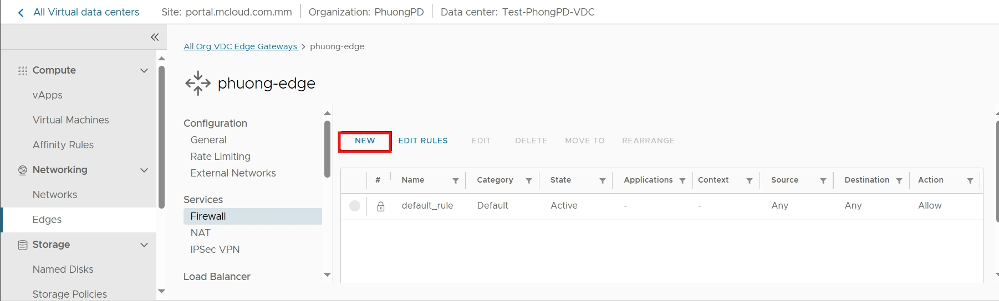 All Virtual data centers Site: portal.mcloud.com.mm Organization: PhuongPD Data center: Test-PhongPD-VDC
Compute
vApps
Virtual Machines
Affinity Rules
Networking
Networks
Edges
Storage
Named Disks
Storage Policies
All Org VDC Edge Gateways > phuong-edge
phuong-edge
Configuration
General
Rate Limiting
External Networks
Services
Firewall
NAT
IPSec VPN
Load Balancer
NEW EDIT RULES EDIT DELETE MOVE TO REARRANGE
# Name Category State Applications Context Source Destination Action
default_rule Default Active - - Any Any Allow